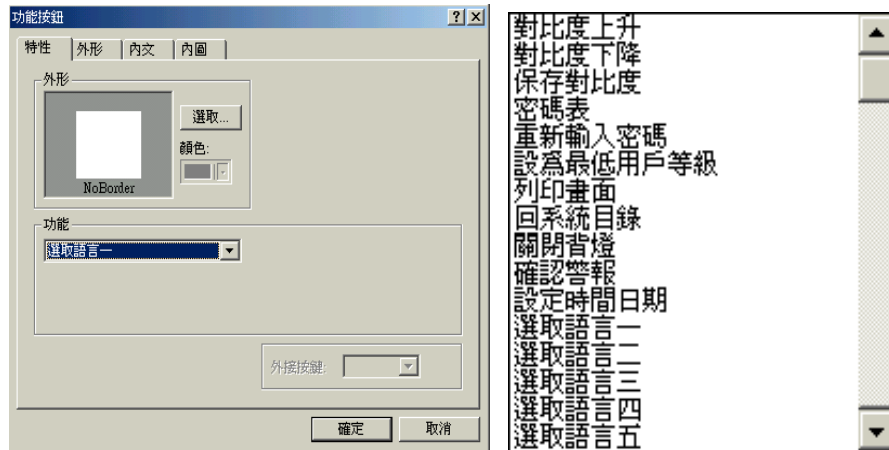 功能按鈕
特性 外形 內文 內圖
外形
選取...
顏色:
NoBorder
功能
選取語言一
外接按鍵:
確定 取消
對比度上升
對比度下降
保存對比度
密碼表
重新輸入密碼
設爲最低用戶等級
列印畫面
回系統目錄
關閉背燈
確認警報
設定時間日期
選取語言一
選取語言二
選取語言三
選取語言四
選取語言五